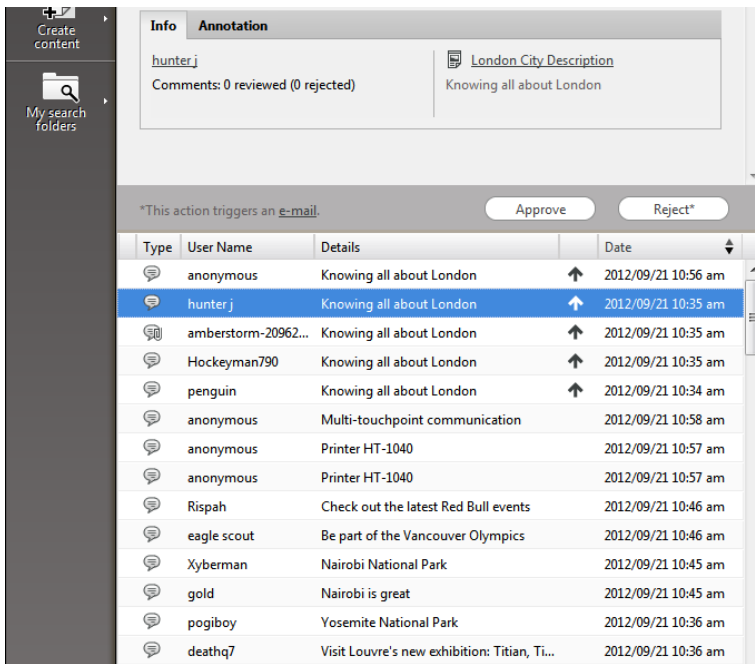 Create
content
My search
folders
Info Annotation
hunter j
Comments: 0 reviewed (0 rejected)
London City Description
Knowing all about London
*This action triggers an e-mail.
Approve Reject*
Type User Name Details Date
anonymous Knowing all about London 2012/09/21 10:56 am
hunter j Knowing all about London 2012/09/21 10:35 am
amberstorm-20962... Knowing all about London 2012/09/21 10:35 am
Hockeyman790 Knowing all about London 2012/09/21 10:35 am
penguin Knowing all about London 2012/09/21 10:34 am
anonymous Multi-touchpoint communication 2012/09/21 10:58 am
anonymous Printer HT-1040 2012/09/21 10:57 am
anonymous Printer HT-1040 2012/09/21 10:57 am
Rispah Check out the latest Red Bull events 2012/09/21 10:46 am
eagle scout Be part of the Vancouver Olympics 2012/09/21 10:46 am
Xyberman Nairobi National Park 2012/09/21 10:45 am
gold Nairobi is great 2012/09/21 10:45 am
pogiboy Yosemite National Park 2012/09/21 10:36 am
deathq7 Visit Louvre's new exhibition: Titian, Ti... 2012/09/21 10:36 am